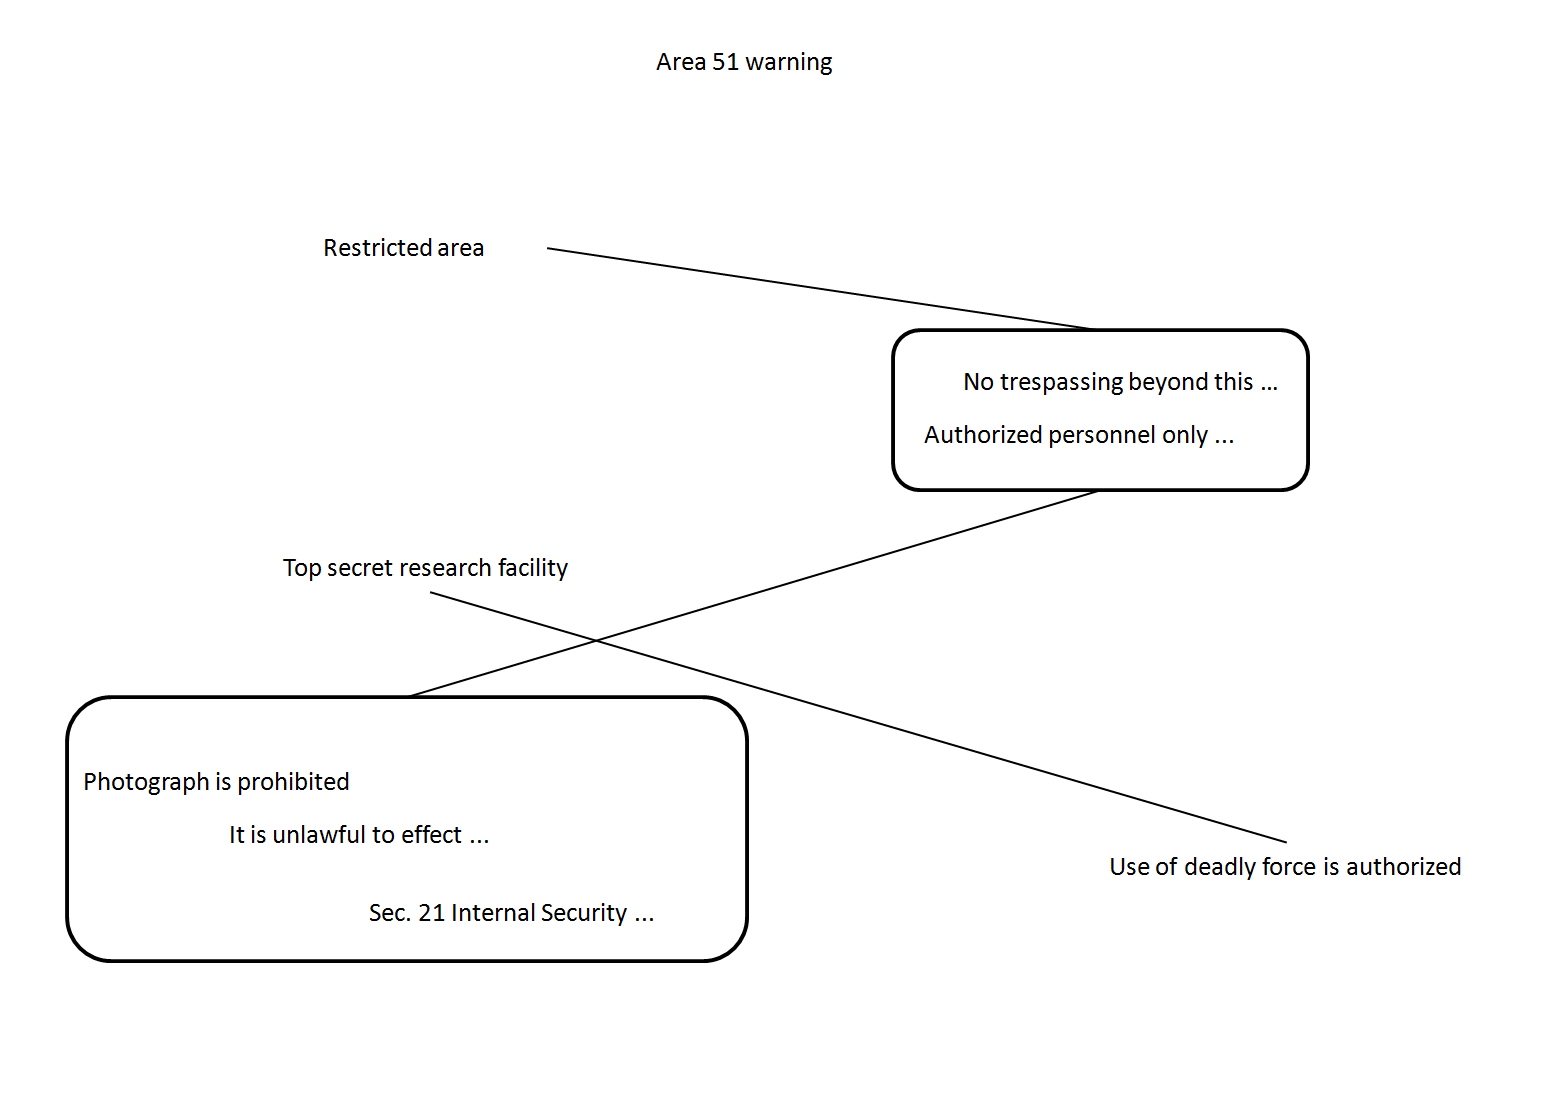 Area 51 warning
Restricted area
No trespassing beyond this ...
Authorized personnel only ...
Top secret research facility
Photograph is prohibited
It is unlawful to effect ...
Use of deadly force is authorized
Sec. 21 Internal Security ...